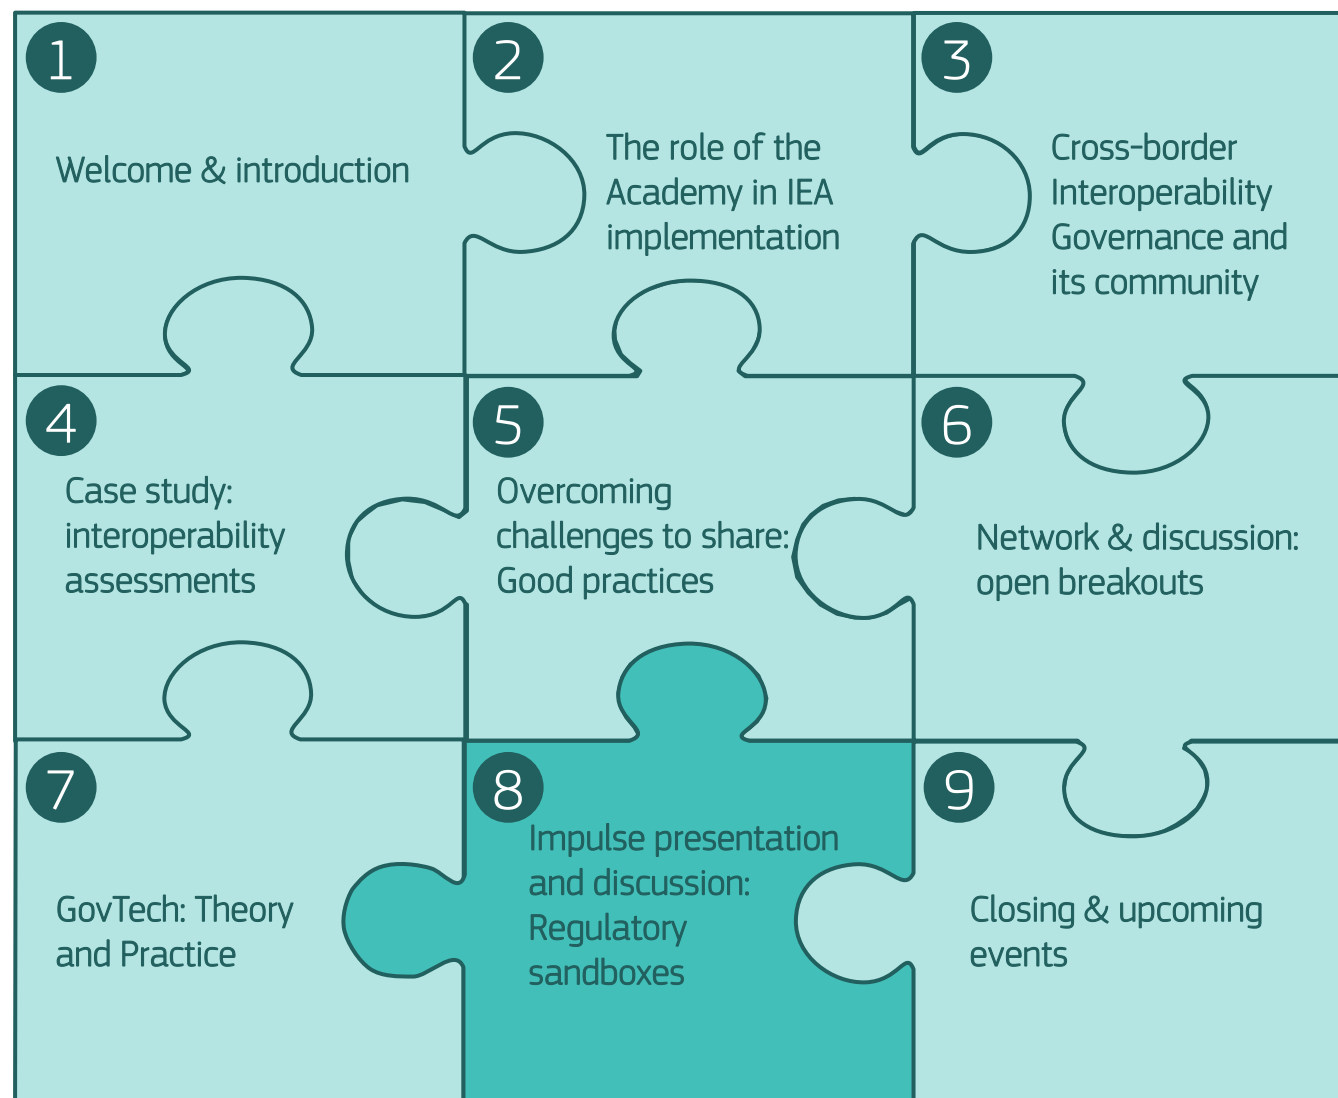 1
Welcome & introduction
2
The role of the
Academy in IEA
implementation
3
Cross-border
Interoperability
Governance and
its community
4
Case study:
interoperability
assessments
5
Overcoming
challenges to share:
Good practices
6
Network & discussion:
open breakouts
7
GovTech: Theory
and Practice
8
Impulse presentation
and discussion:
Regulatory
sandboxes
9
Closing & upcoming
events